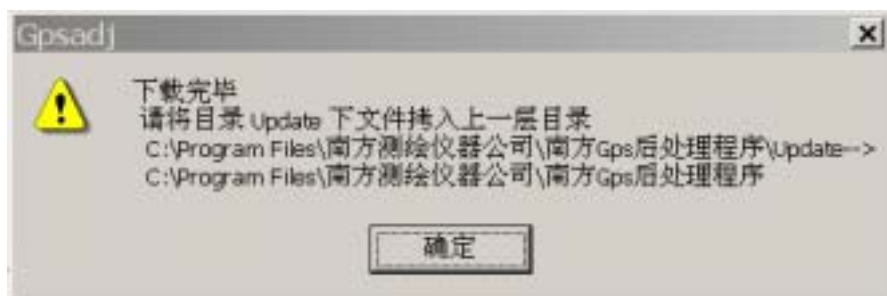 Gpsadj
下载完毕
请将目录 Update 下文件拷入上一层目录
C:\Program Files\南方测绘仪器公司\南方Gps后处理程序\Update-->
C:\Program Files\南方测绘仪器公司\南方Gps后处理程序
确定